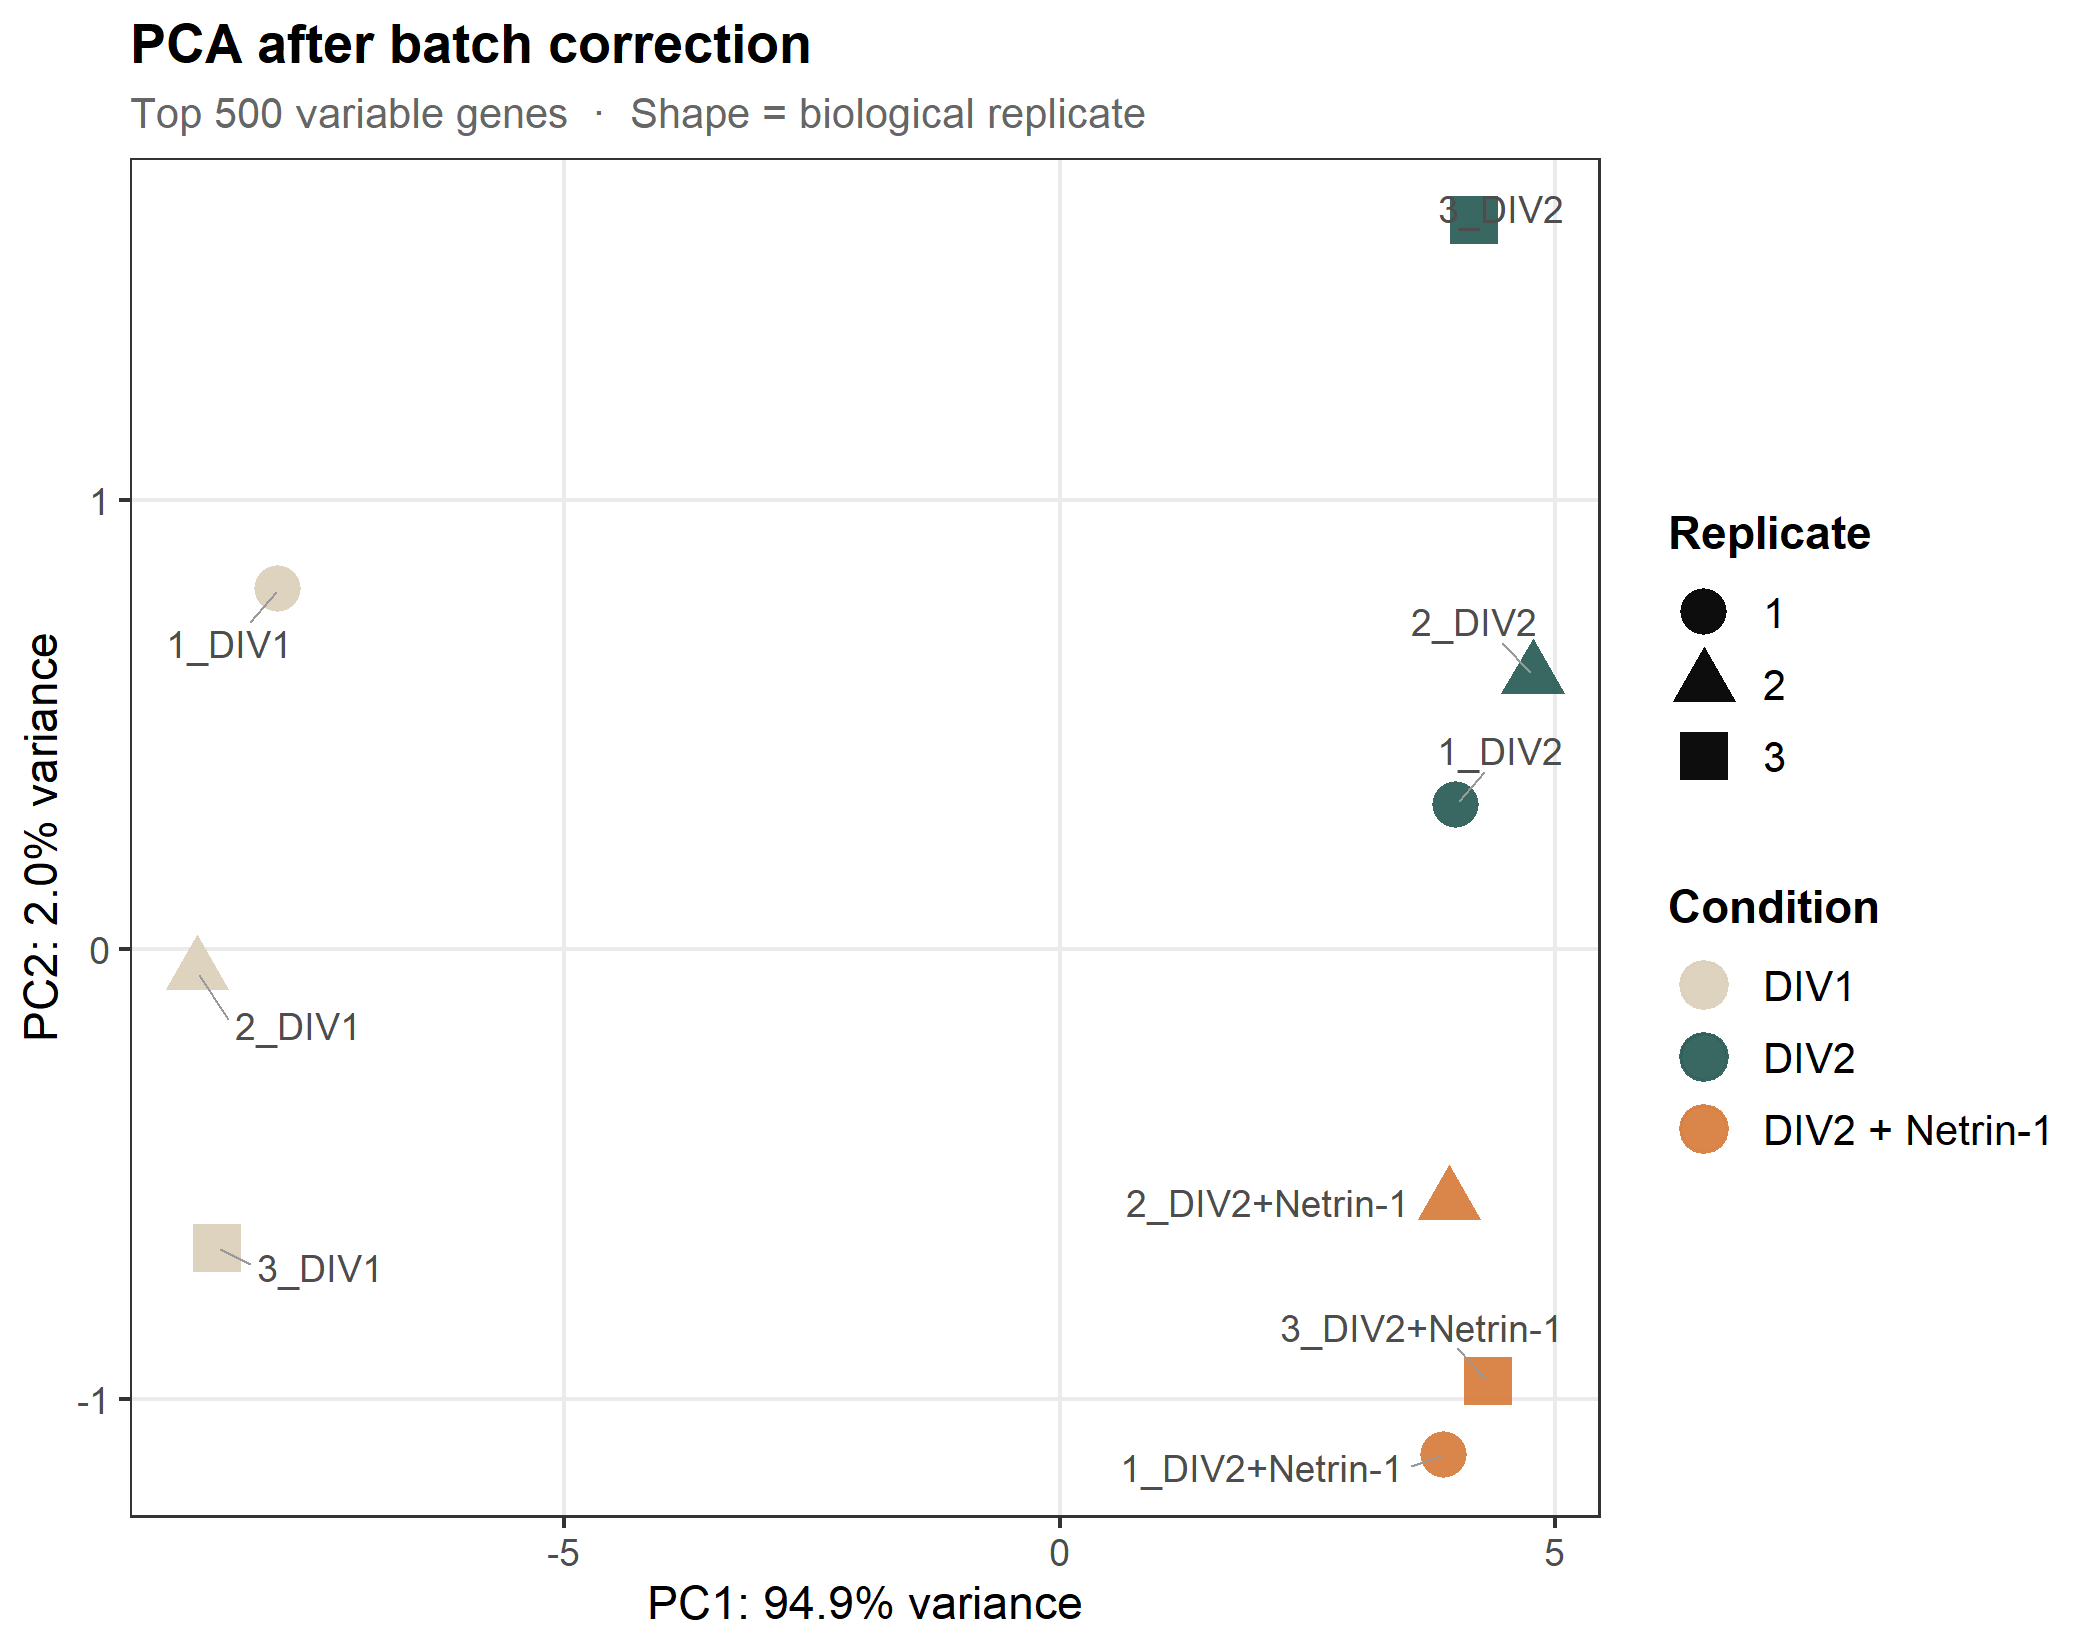 PCA after batch correction
Top 500 variable genes · Shape = biological replicate
3_DIV2
1
1_DIV1
2_DIV2
1_DIV2
0
2_DIV1
2_DIV2+Netrin-1
3_DIV1
3_DIV2+Netrin-1
-1
1_DIV2+Netrin-1
-5
0
5
PC1: 94.9% variance
PC2: 2.0% variance
Replicate
1
2
3
Condition
DIV1
DIV2
DIV2 + Netrin-1